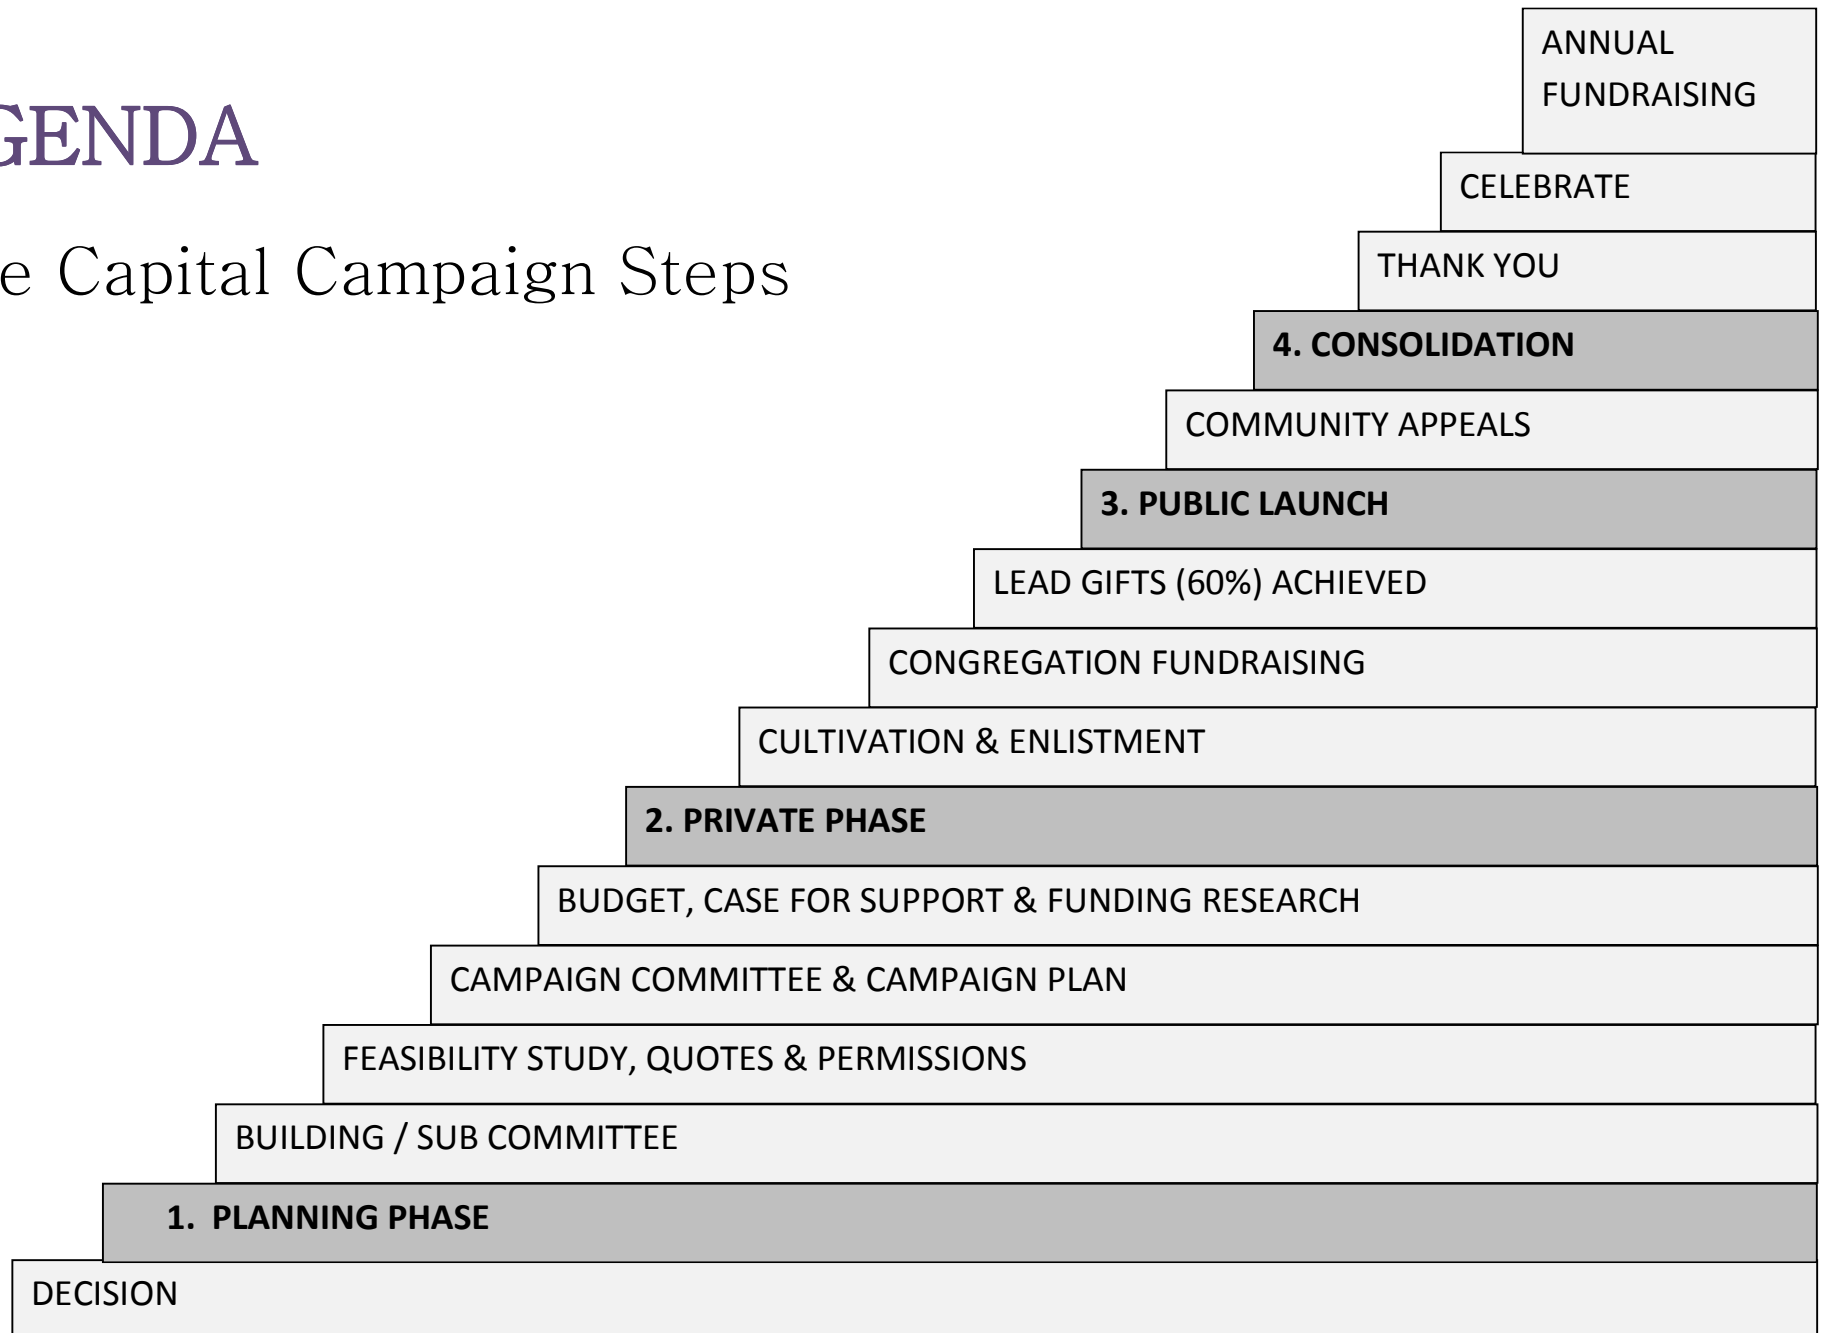 GENDA
e Capital Campaign Steps
ANNUAL
FUNDRAISING
CELEBRATE
THANK YOU
4. CONSOLIDATION
COMMUNITY APPEALS
3. PUBLIC LAUNCH
LEAD GIFTS (60%) ACHIEVED
CONGREGATION FUNDRAISING
CULTIVATION & ENLISTMENT
2. PRIVATE PHASE
BUDGET, CASE FOR SUPPORT & FUNDING RESEARCH
CAMPAIGN COMMITTEE & CAMPAIGN PLAN
FEASIBILITY STUDY, QUOTES & PERMISSIONS
BUILDING / SUB COMMITTEE
1. PLANNING PHASE
DECISION